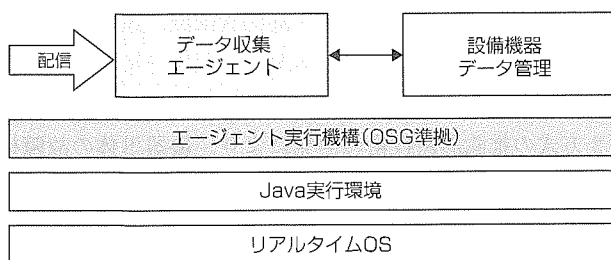 配信
データ収集
エージェント
設備機器
データ管理
エージェント実行機構(OSG準拠)
Java実行環境
リアルタイムOS